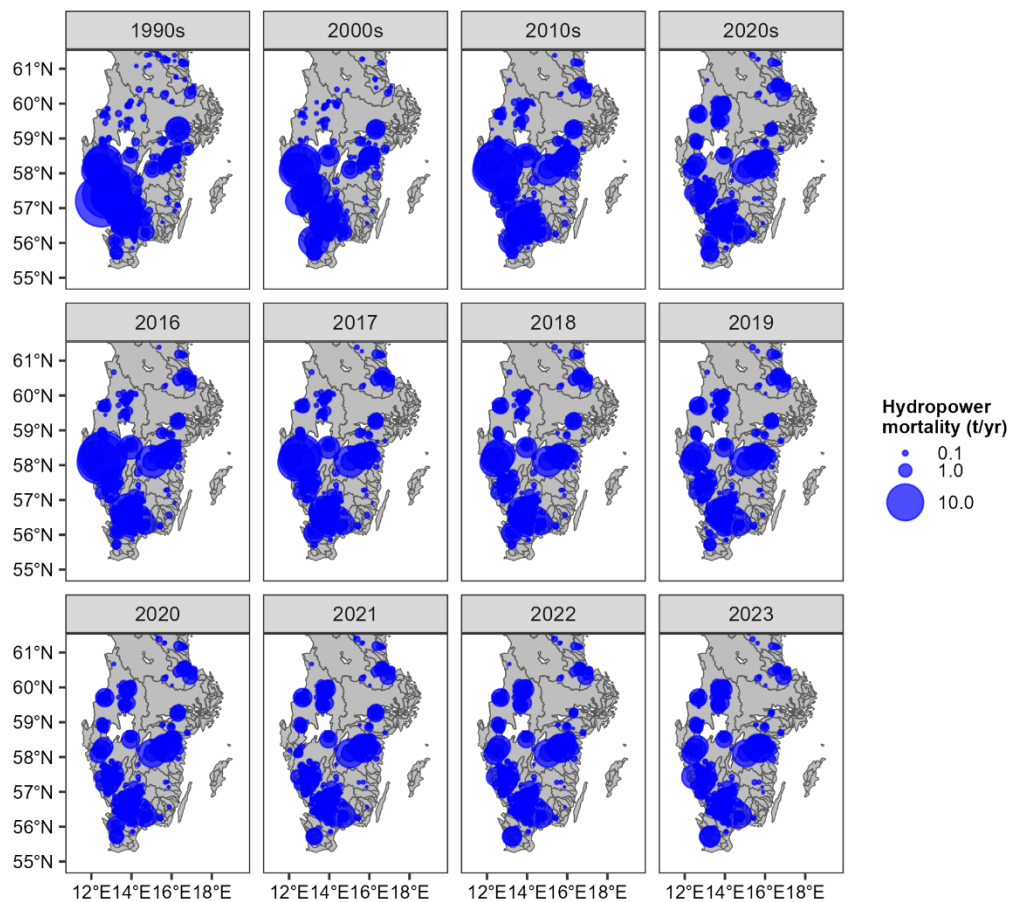 1990s 2000s 2010s 2020s
61°N
60°N
59°N
58°N
57°N
56°N
55°N
2016 2017 2018 2019
61°N
60°N
59°N
58°N
57°N
56°N
55°N
Hydropower
mortality (t/yr)
0.1
1.0
10.0
2020 2021 2022 2023
61°N
60°N
59°N
58°N
57°N
56°N
55°N
12°E14°E16°E18°E 12°E14°E16°E18°E 12°E14°E16°E18°E 12°E14°E16°E18°E